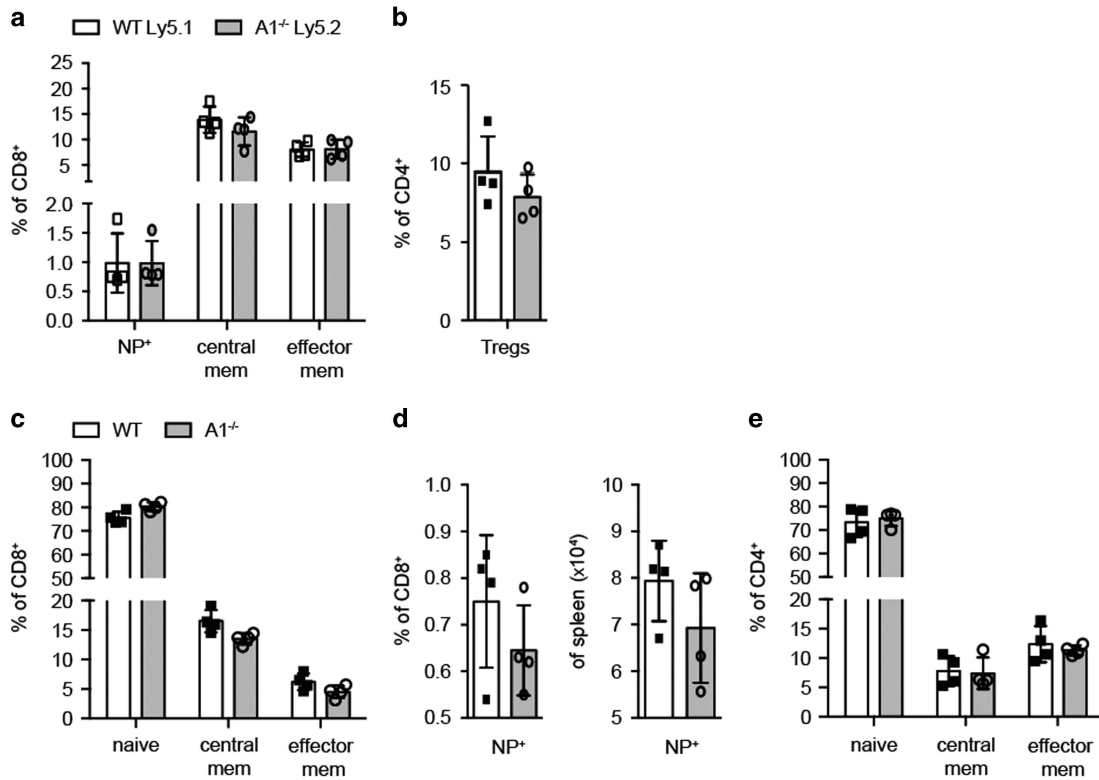 a
WT Ly5.1 A1⁻/⁻ Ly5.2
% of CD8⁺
25
20
15
10
5
2.0
1.5
1.0
0.5
0.0
NP⁺ central mem effector mem
b
% of CD4⁺
15
10
5
0
Tregs
c
WT A1⁻/⁻
% of CD8⁺
100
90
80
70
60
50
20
15
10
5
0
naive central mem effector mem
d
% of CD8⁺
1.0
0.9
0.8
0.7
0.6
0.5
NP⁺
of spleen (x10⁴)
10
9
8
7
6
5
NP⁺
e
% of CD4⁺
100
90
80
70
60
50
20
15
10
5
0
naive central mem effector mem